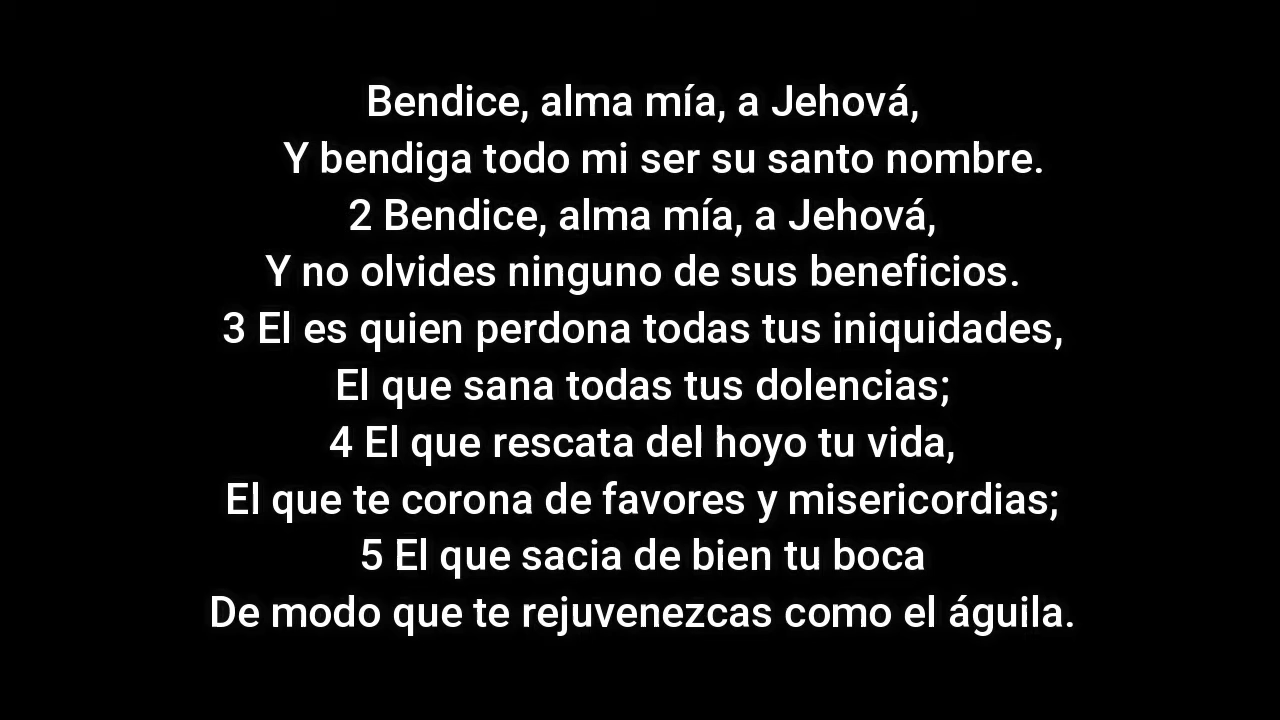 Bendice, alma mía, a Jehová,
Y bendiga todo mi ser su santo nombre.
2 Bendice, alma mía, a Jehová,
Y no olvides ninguno de sus beneficios.
3 El es quien perdona todas tus iniquidades,
El que sana todas tus dolencias;
4 El que rescata del hoyo tu vida,
El que te corona de favores y misericordias;
5 El que sacia de bien tu boca
De modo que te rejuvenezcas como el águila.